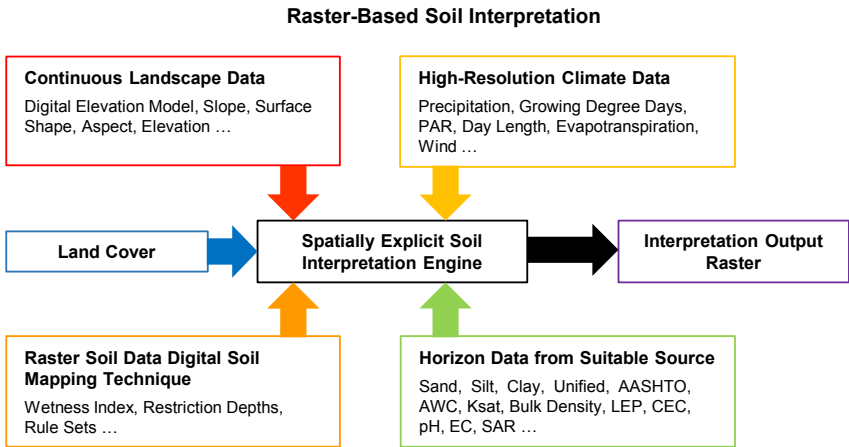 Raster-Based Soil Interpretation
Continuous Landscape Data
Digital Elevation Model, Slope, Surface
Shape, Aspect, Elevation …
High-Resolution Climate Data
Precipitation, Growing Degree Days,
PAR, Day Length, Evapotranspiration,
Wind …
Land Cover
Spatially Explicit Soil
Interpretation Engine
Interpretation Output
Raster
Raster Soil Data Digital Soil
Mapping Technique
Wetness Index, Restriction Depths,
Rule Sets …
Horizon Data from Suitable Source
Sand, Silt, Clay, Unified, AASHTO,
AWC, Ksat, Bulk Density, LEP, CEC,
pH, EC, SAR …